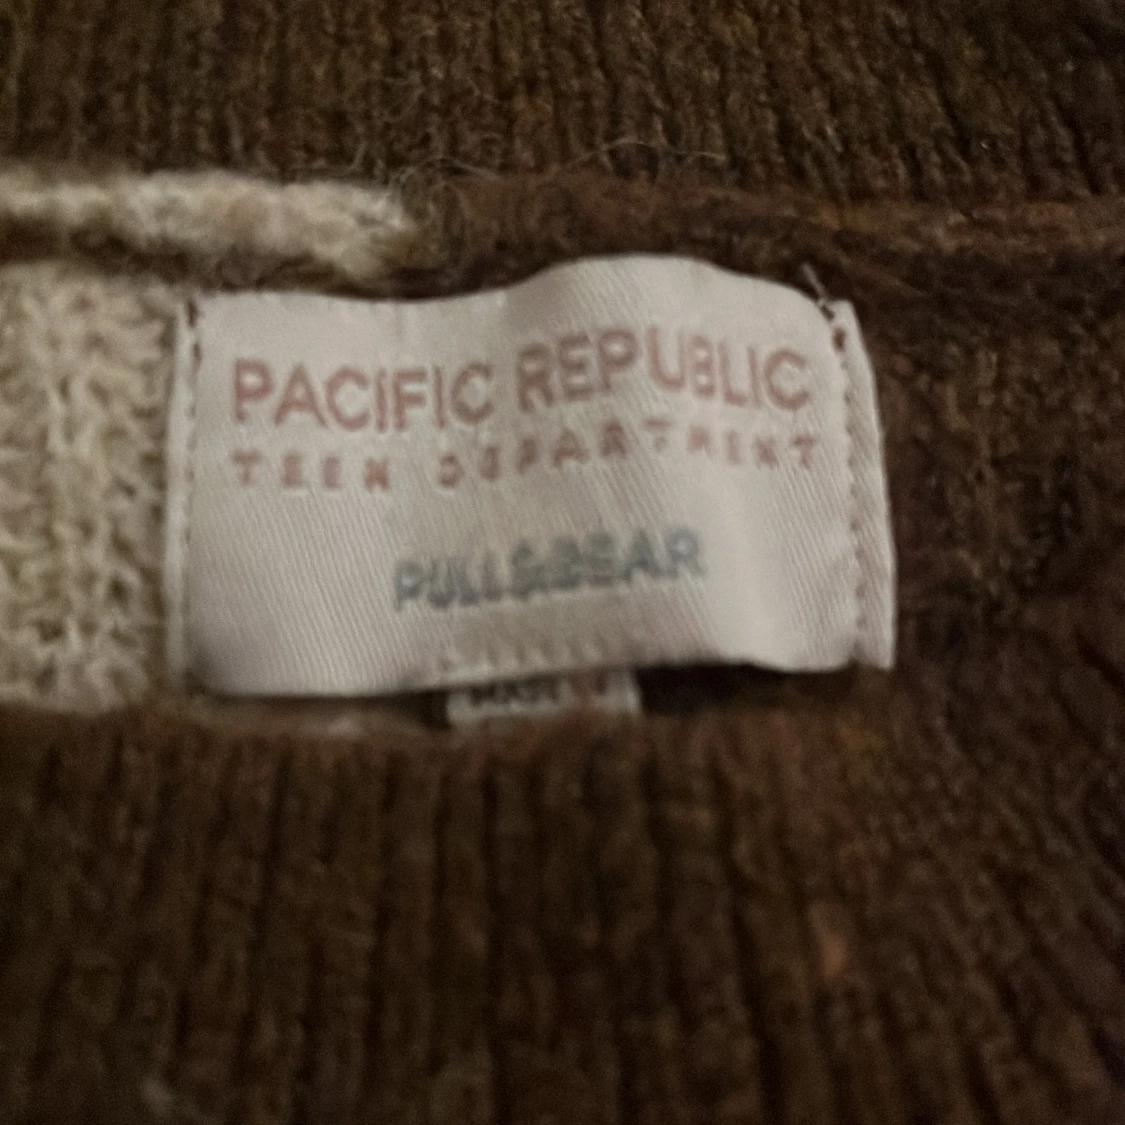 PACIFIC REPUBLIC
TEEN DEPARTMENT
PULL&BEAR